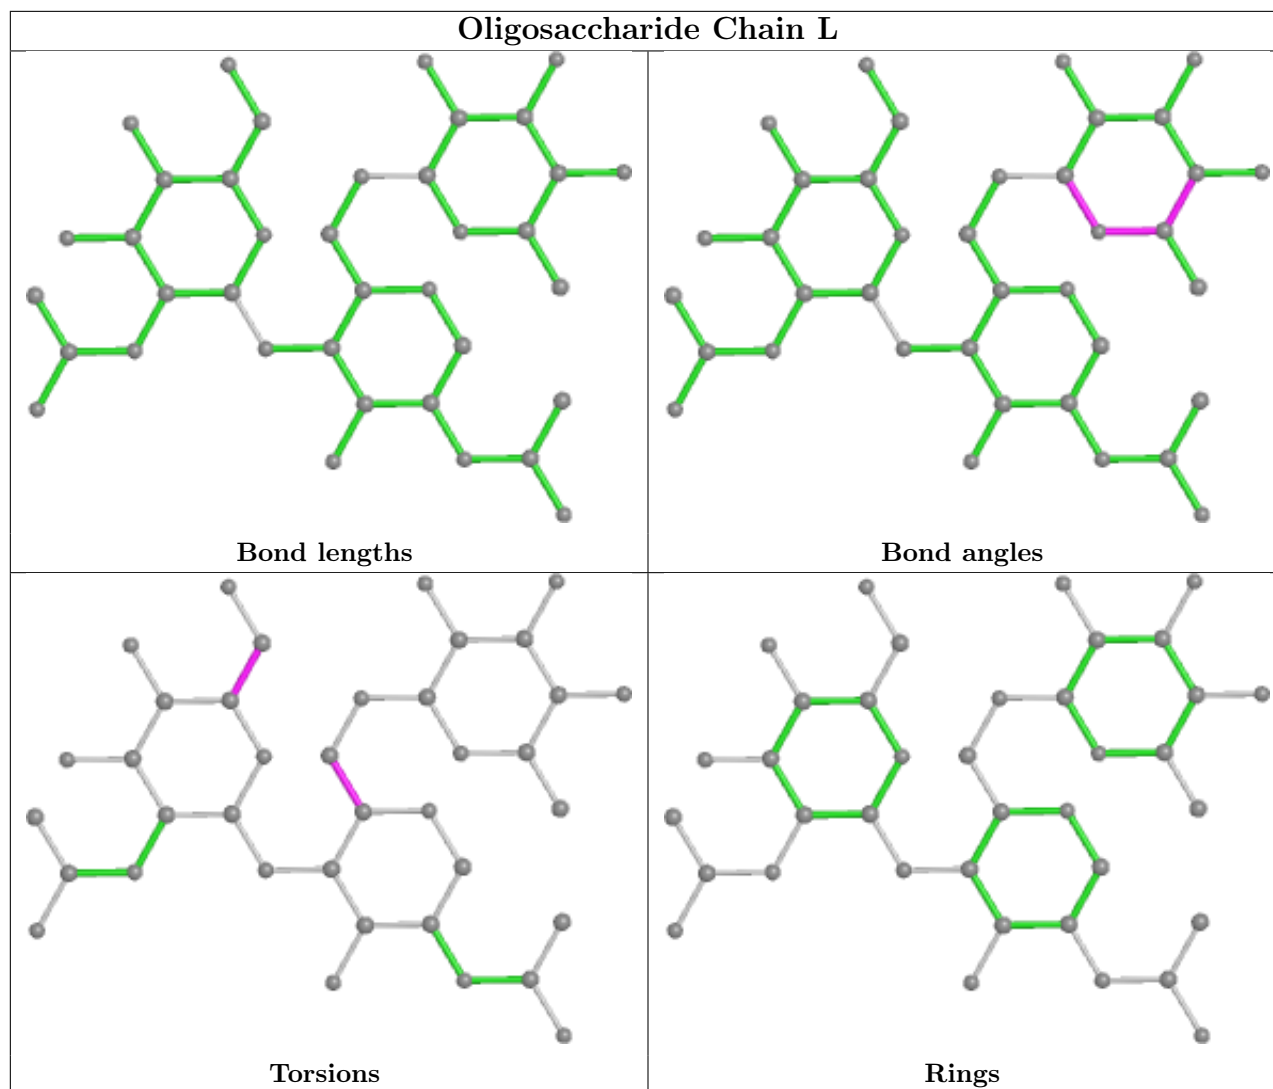 Oligosaccharide Chain L
Bond lengths
Bond angles
Torsions
Rings